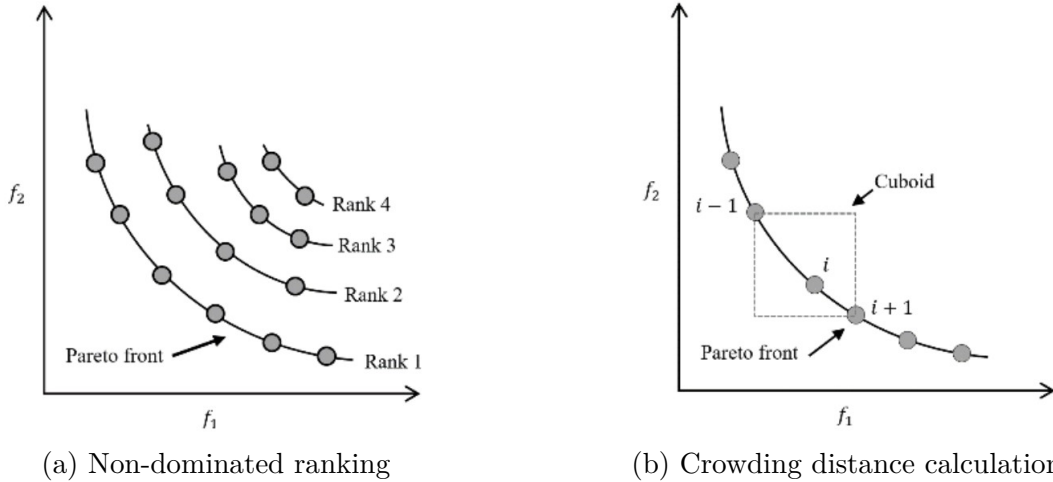 f₂
Rank 4
Rank 3
Rank 2
Rank 1
Pareto front
f₁
(a) Non-dominated ranking
f₂
Cuboid
i − 1
i
i + 1
Pareto front
f₁
(b) Crowding distance calculation